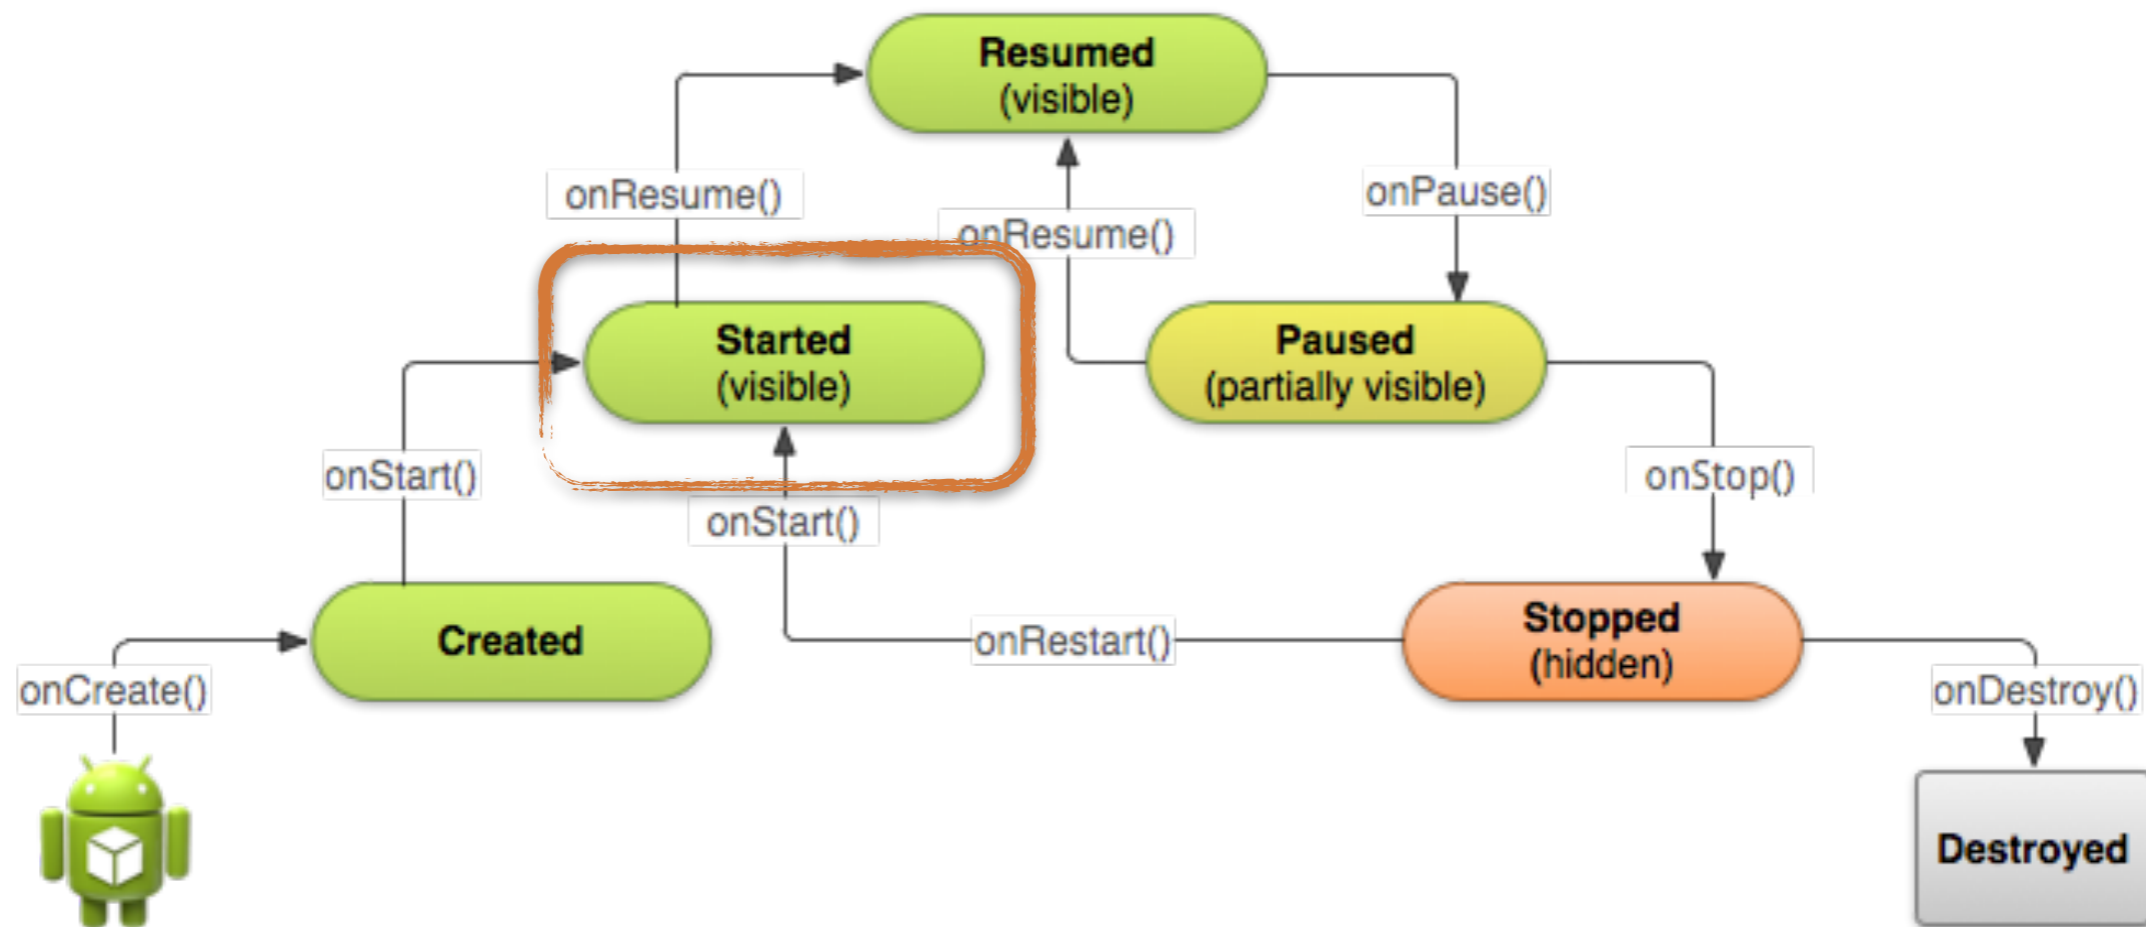 Resumed
(visible)
onResume()
onPause()
onResume()
Started
(visible)
Paused
(partially visible)
onStart()
onStop()
onStart()
Created
onRestart()
Stopped
(hidden)
onCreate()
onDestroy()
Destroyed